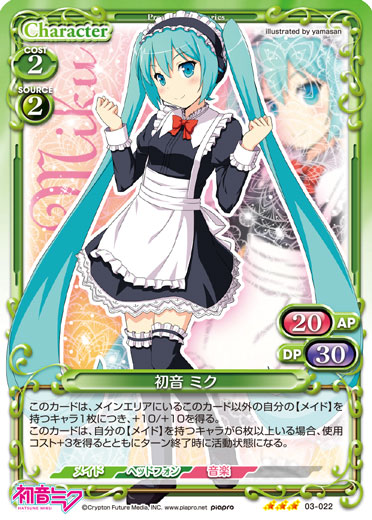 Character
illustrated by yamasan
COST
2
SOURCE
2
Miku
20 AP
DP 30
初音 ミク
このカードは、メインエリアにいるこのカード以外の自分の【メイド】を
持つキャラ1枚につき、+10/+10を得る。
このカードは、自分の【メイド】を持つキャラが6枚以上いる場合、使用
コスト+3を得るとともにターン終了時に活動状態になる。
メイド ヘッドフォン 音楽
初音ミク
HATSUNE MIKU
©Crypton Future Media, INC. www.piapro.net piapro
03-022